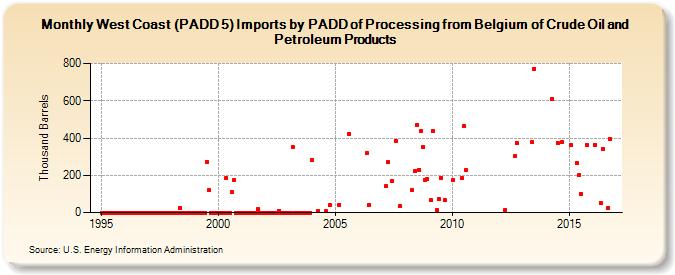 Monthly West Coast (PADD 5) Imports by PADD of Processing from Belgium of Crude Oil and
Petroleum Products
Thousand Barrels
800
600
400
200
0
1995
2000
2005
2010
2015
Source: U.S. Energy Information Administration